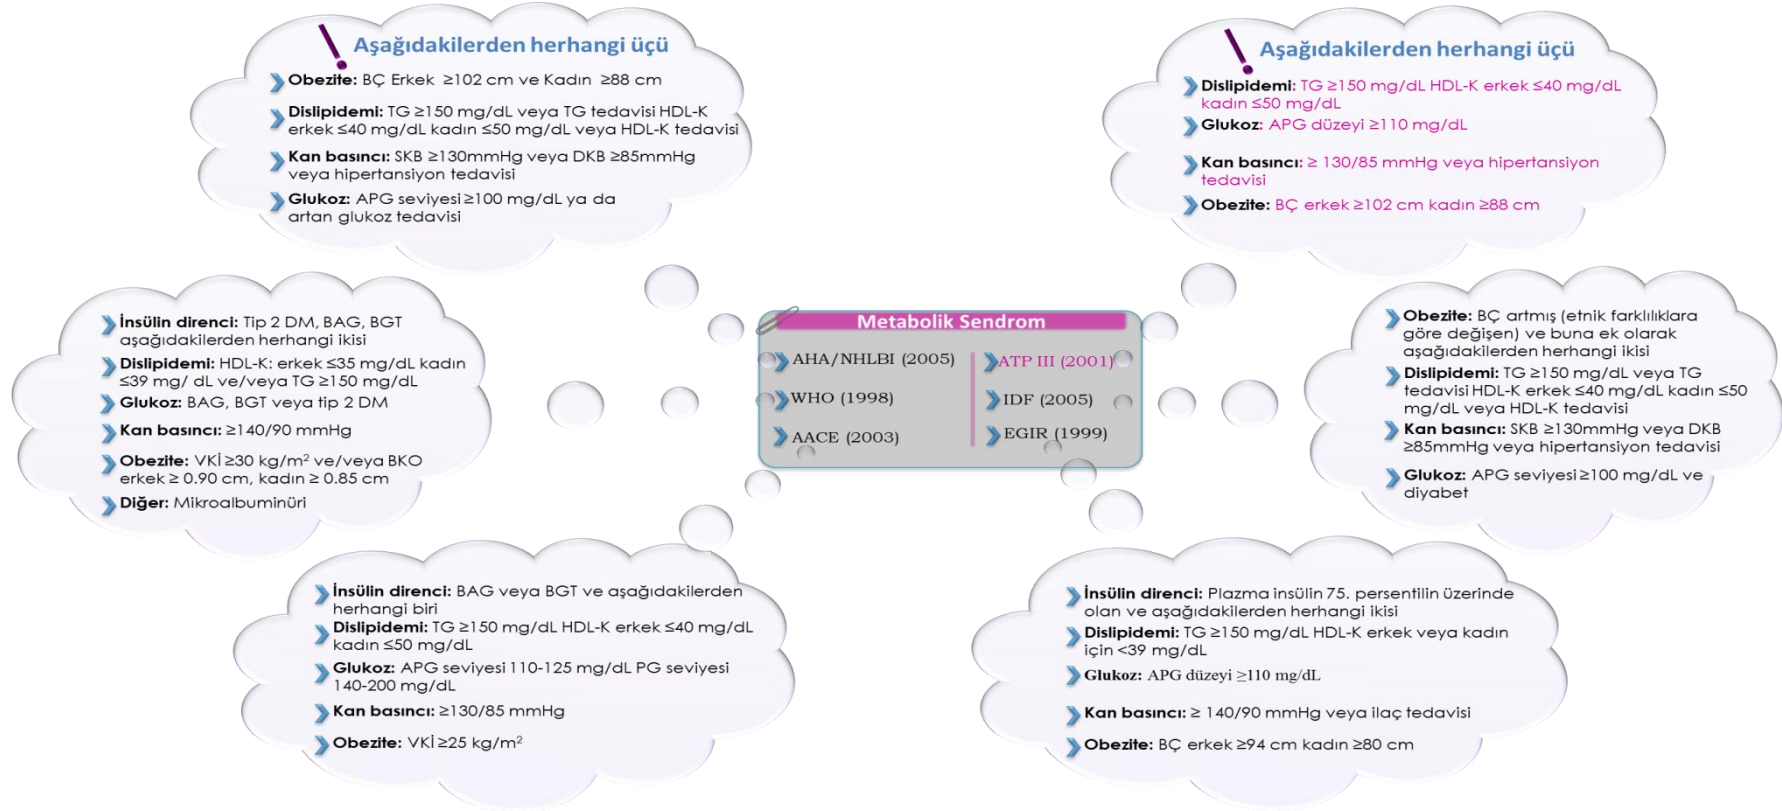 Aşağıdakilerden herhangi üçü
Obezite: BÇ Erkek ≥102 cm ve Kadın ≥88 cm
Dislipidemi: TG ≥150 mg/dL veya TG tedavisi HDL-K
erkek ≤40 mg/dL kadın ≤50 mg/dL veya HDL-K tedavisi
Kan basıncı: SKB ≥130mmHg veya DKB ≥85mmHg
veya hipertansiyon tedavisi
Glukoz: APG seviyesi ≥100 mg/dL ya da
artan glukoz tedavisi
Aşağıdakilerden herhangi üçü
Dislipidemi: TG ≥150 mg/dL HDL-K erkek ≤40 mg/dL
kadın ≤50 mg/dL
Glukoz: APG düzeyi ≥110 mg/dL
Kan basıncı: ≥ 130/85 mmHg veya hipertansiyon
tedavisi
Obezite: BÇ erkek ≥102 cm kadın ≥88 cm
İnsülin direnci: Tip 2 DM, BAG, BGT
aşağıdakilerden herhangi ikisi
Dislipidemi: HDL-K: erkek ≤35 mg/dL kadın
≤39 mg/ dL ve/veya TG ≥150 mg/dL
Glukoz: BAG, BGT veya tip 2 DM
Kan basıncı: ≥140/90 mmHg
Obezite: VKİ ≥30 kg/m² ve/veya BKO
erkek ≥ 0.90 cm, kadın ≥ 0.85 cm
Diğer: Mikroalbuminüri
Metabolik Sendrom
AHA/NHLBI (2005)
WHO (1998)
AACE (2003)
ATP III (2001)
IDF (2005)
EGIR (1999)
Obezite: BÇ artmış (etnik farklılıklara
göre değişen) ve buna ek olarak
aşağıdakilerden herhangi ikisi
Dislipidemi: TG ≥150 mg/dL veya TG
tedavisi HDL-K erkek ≤40 mg/dL kadın ≤50
mg/dL veya HDL-K tedavisi
Kan basıncı: SKB ≥130mmHg veya DKB
≥85mmHg veya hipertansiyon tedavisi
Glukoz: APG seviyesi ≥100 mg/dL ve
diyabet
İnsülin direnci: BAG veya BGT ve aşağıdakilerden
herhangi biri
Dislipidemi: TG ≥150 mg/dL HDL-K erkek ≤40 mg/dL
kadın ≤50 mg/dL
Glukoz: APG seviyesi 110-125 mg/dL PG seviyesi
140-200 mg/dL
Kan basıncı: ≥130/85 mmHg
Obezite: VKİ ≥25 kg/m²
İnsülin direnci: Plazma insülin 75. persentilin üzerinde
olan ve aşağıdakilerden herhangi ikisi
Dislipidemi: TG ≥150 mg/dL HDL-K erkek veya kadın
için <39 mg/dL
Glukoz: APG düzeyi ≥110 mg/dL
Kan basıncı: ≥ 140/90 mmHg veya ilaç tedavisi
Obezite: BÇ erkek ≥94 cm kadın ≥80 cm